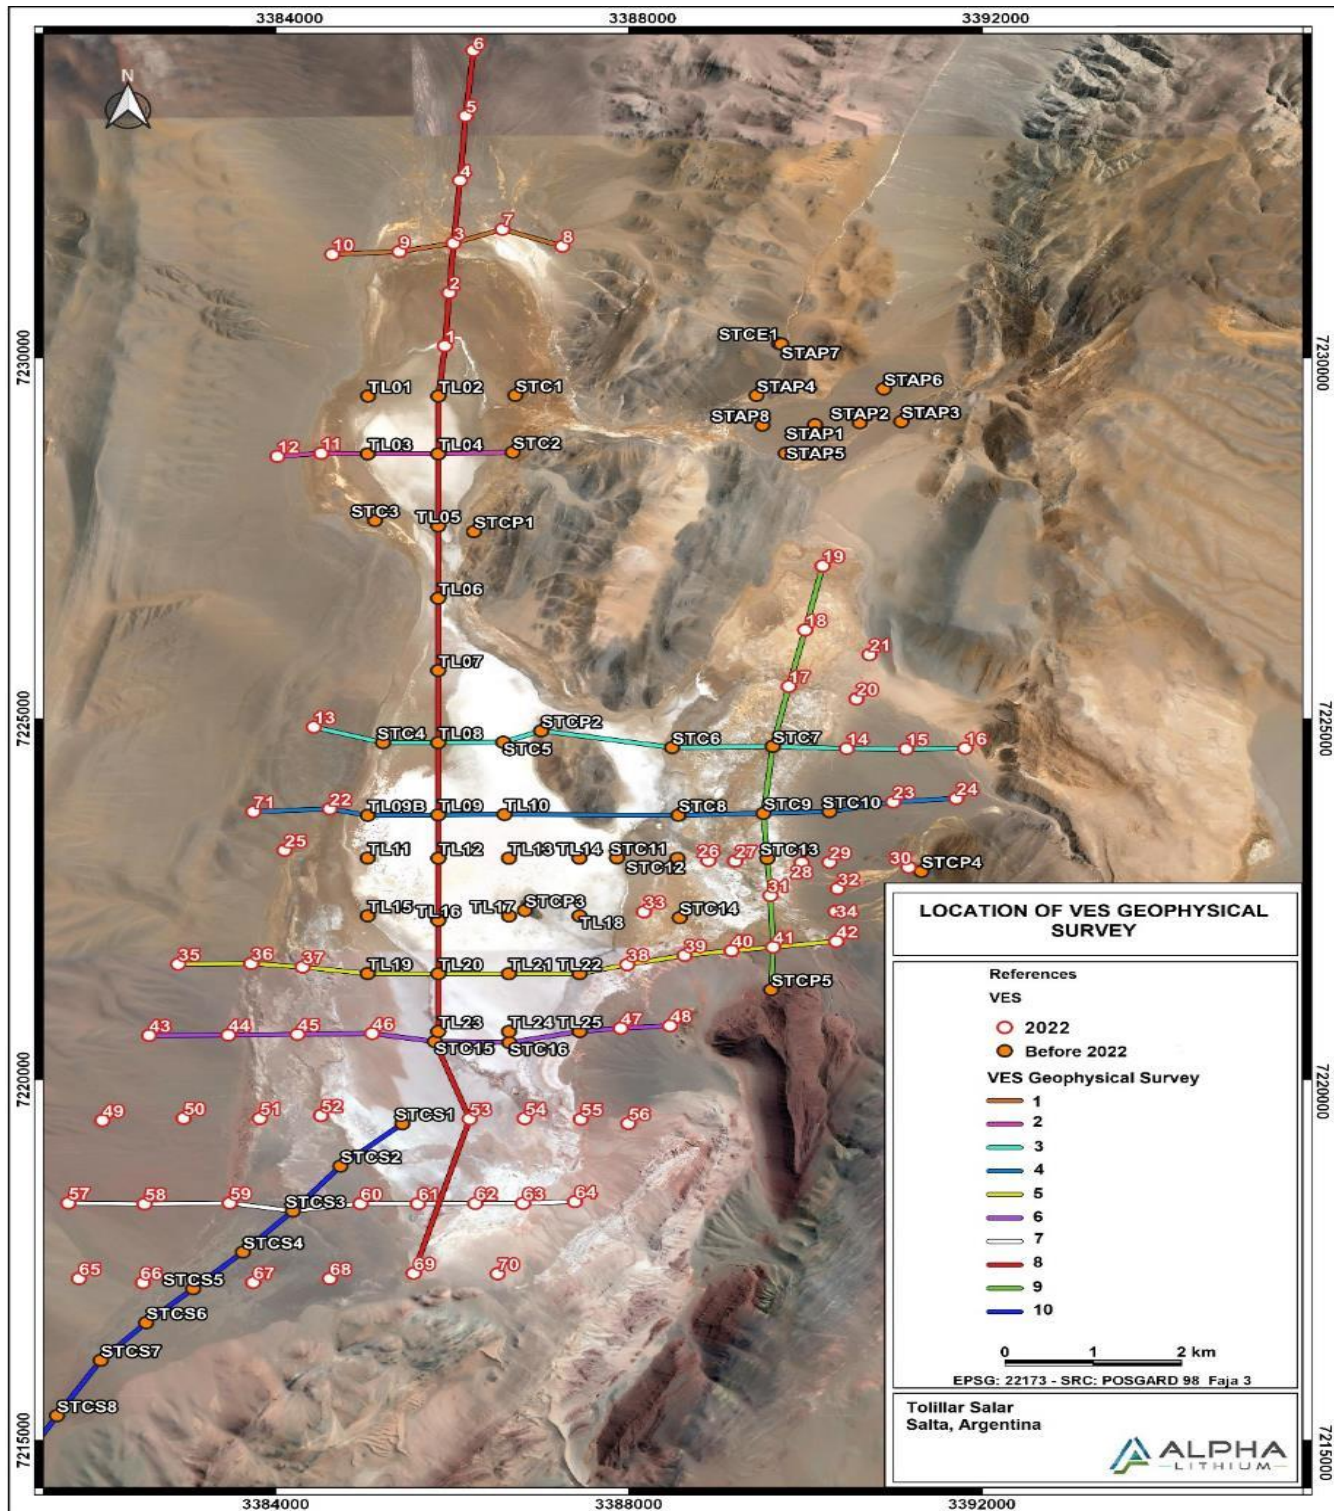 3384000 3388000 3392000
N
6
5
4
7
3
8
10 9
2
1
STCE1
STAP7
7230000 7230000
TL01 TL02 STC1 STAP4 STAP6
STAP8 STAP2 STAP3
STAP1
12 11 TL03 TL04 STC2 STAP5
STC3 TL05 STCP1
19
TL06
18
21
TL07 17
20
7225000 7225000
13 STC4 TL08 STCP2 STC6 STC7 14 15 16
STC5
71 22 TL09B TL09 TL10 STC8 STC9 STC10 23 24
25 TL11 TL12 TL13 TL14 STC11 26 27 STC13 29 30 STCP4
STC12 28
31 32
TL15 TL16 TL17 STCP3 33 STC14 34
TL18
35 36 37 TL19 TL20 TL21 TL22 38 39 40 41 42
STCP5
43 44 45 46 TL23 TL24 TL25 47 48
STC15 STC16
7220000 7220000
49 50 51 52 STCS1 53 54 55 56
STCS2
57 58 59 STCS3 60 61 62 63 64
STCS4
65 66 STCS5 67 68 69 70
STCS6
STCS7
STCS8
7215000 7215000
3384000 3388000 3392000
LOCATION OF VES GEOPHYSICAL
SURVEY
References
VES
2022
Before 2022
VES Geophysical Survey
1
2
3
4
5
6
7
8
9
10
0 1 2 km
EPSG: 22173 - SRC: POSGARD 98 Faja 3
Tolillar Salar
Salta, Argentina
ALPHA
LITHIUM